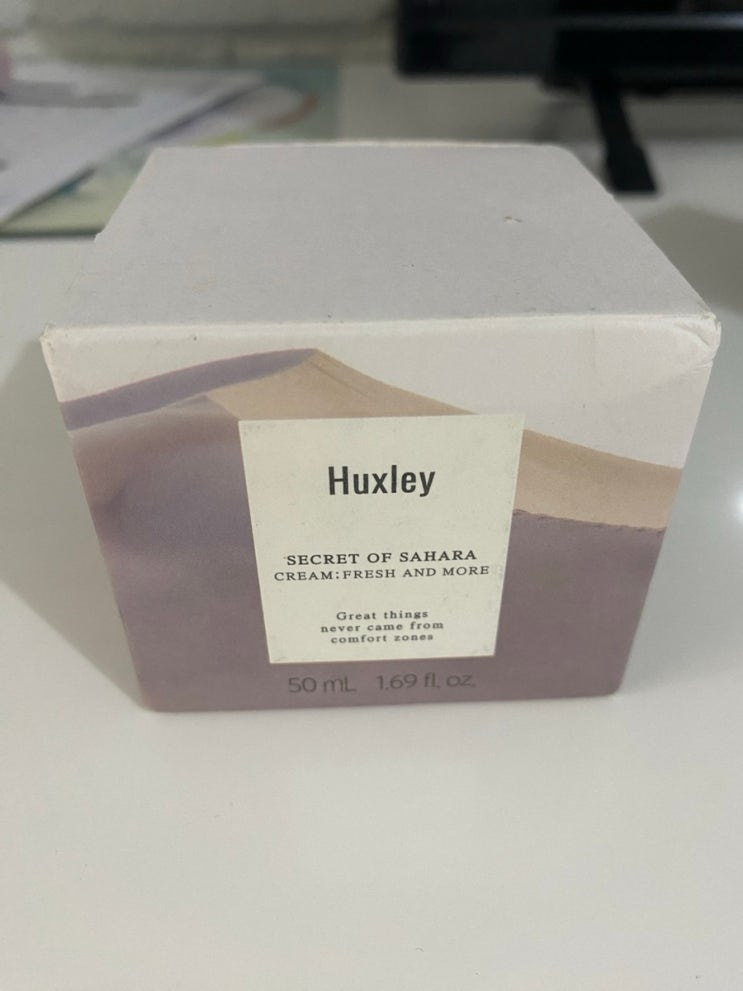 Huxley
SECRET OF SAHARA
CREAM; FRESH AND MORE
Great things
never came from
comfort zones
50 mL 1.69 fl. oz.